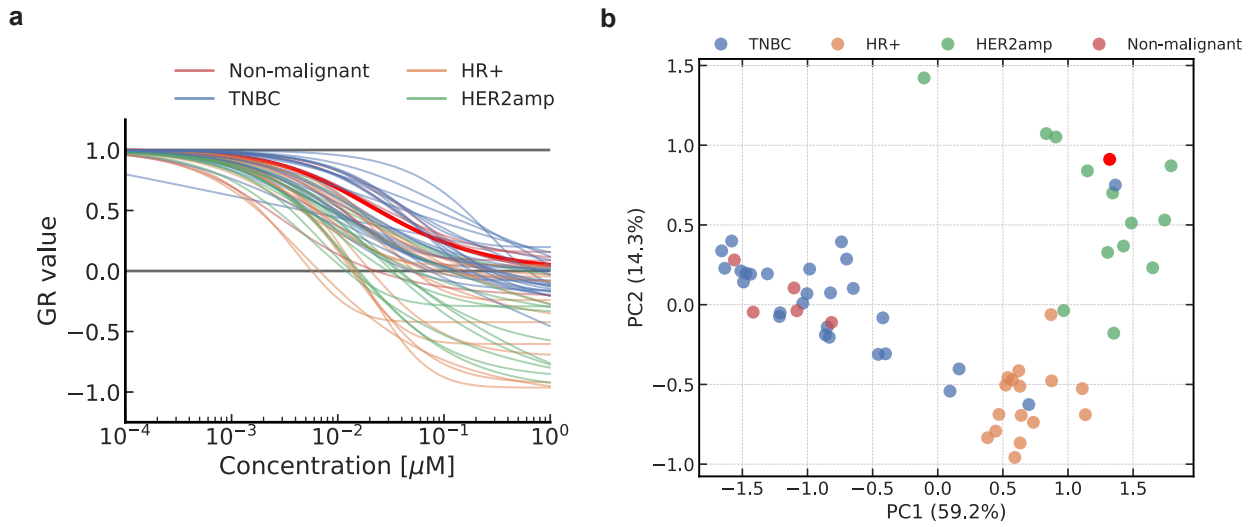 a
Non-malignant
HR+
TNBC
HER2amp
GR value
1.0
0.5
0.0
−0.5
−1.0
10⁻⁴
10⁻³
10⁻²
10⁻¹
10⁰
Concentration [μM]
b
TNBC
HR+
HER2amp
Non-malignant
PC2 (14.3%)
1.5
1.0
0.5
0.0
−0.5
−1.0
−1.5
−1.0
−0.5
0.0
0.5
1.0
1.5
PC1 (59.2%)